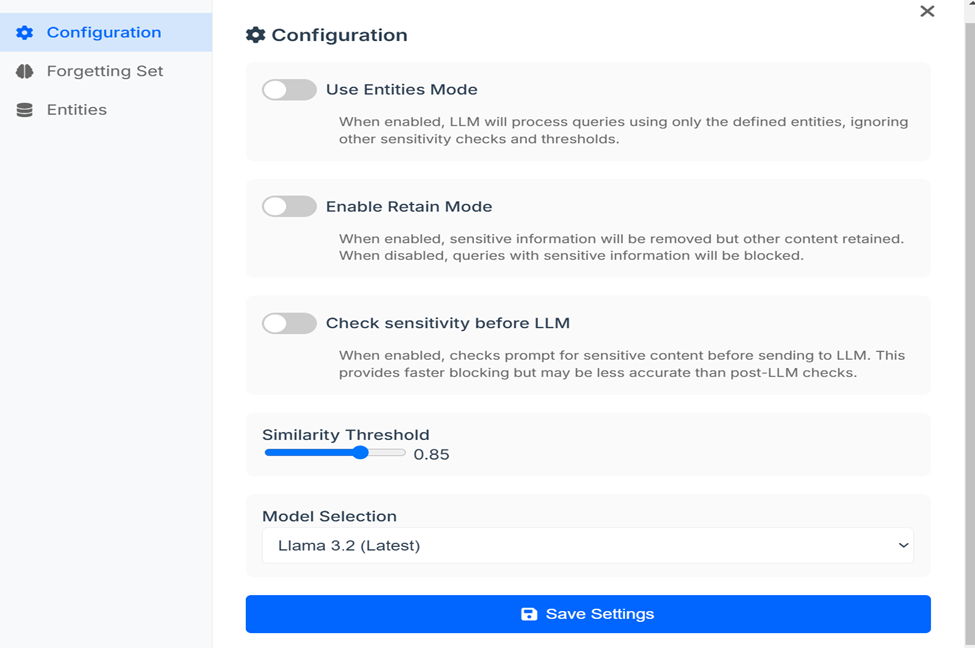 Configuration
Forgetting Set
Entities
Configuration
Use Entities Mode
When enabled, LLM will process queries using only the defined entities, ignoring
other sensitivity checks and thresholds.
Enable Retain Mode
When enabled, sensitive information will be removed but other content retained.
When disabled, queries with sensitive information will be blocked.
Check sensitivity before LLM
When enabled, checks prompt for sensitive content before sending to LLM. This
provides faster blocking but may be less accurate than post-LLM checks.
Similarity Threshold
0.85
Model Selection
Llama 3.2 (Latest)
Save Settings